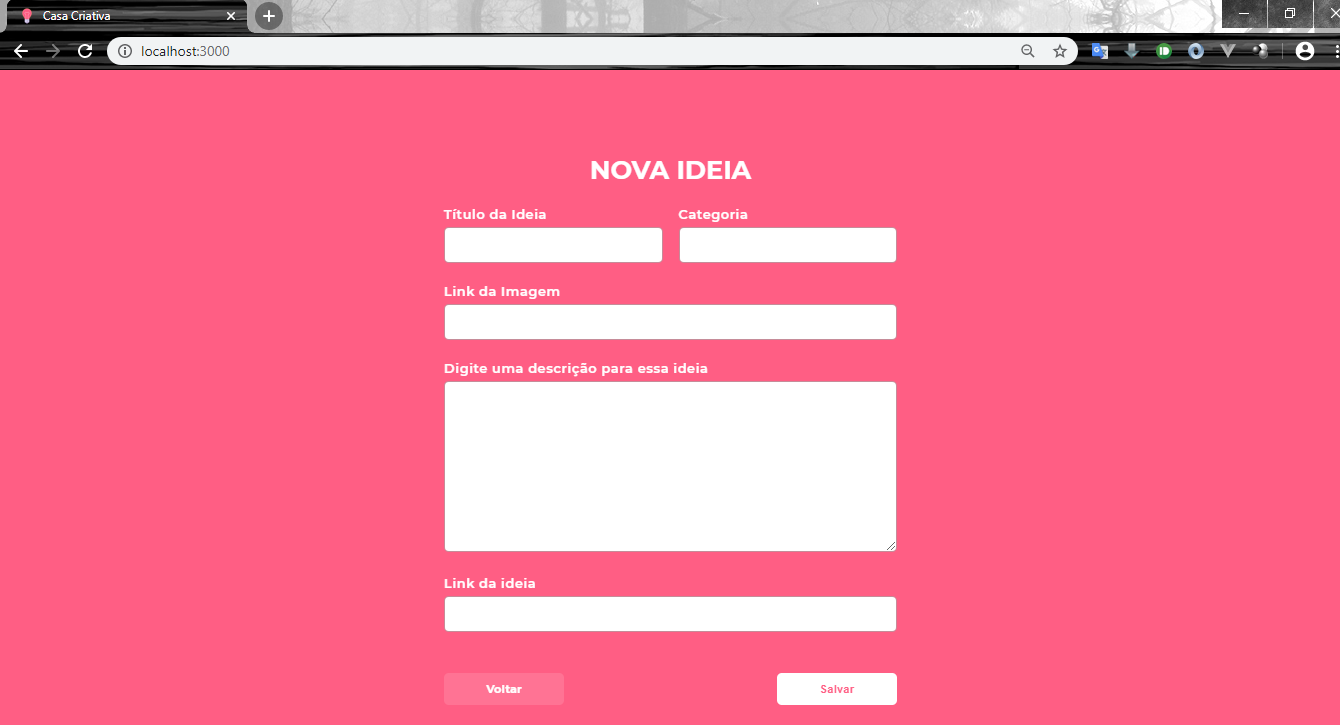 Casa Criativa
localhost:3000
NOVA IDEIA
Título da Ideia Categoria
Link da Imagem
Digite uma descrição para essa ideia
Link da ideia
Voltar Salvar